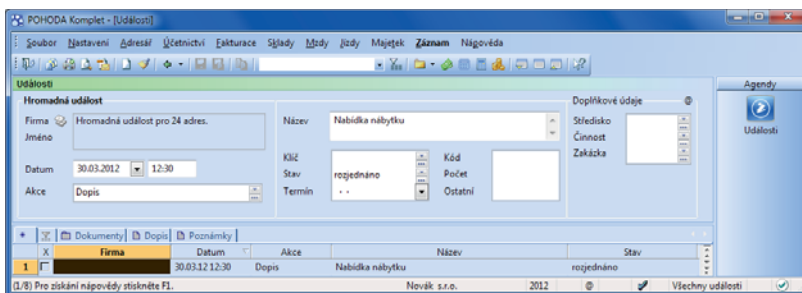 POHODA Komplet - [Události]
Soubor Nastavení Adresář Účetnictví Fakturace Sklady Mzdy Jízdy Majetek Záznam Nápověda
Události
Agendy
Hromadná událost
Doplňkové údaje @
Firma Hromadná událost pro 24 adres.
Název Nabídka nábytku
Středisko
Události
Jméno
Činnost
Klíč
Kód
Zakázka
Datum 30.03.2012 12:30
Stav rozjednáno
Počet
Akce Dopis
Termín . .
Ostatní
* Dokumenty Dopis Poznámky
X Firma Datum Akce Název Stav
1 30.03.12 12:30 Dopis Nabídka nábytku rozjednáno
(1/8) Pro získání nápovědy stiskněte F1. Novák s.r.o. 2012 @ Všechny události